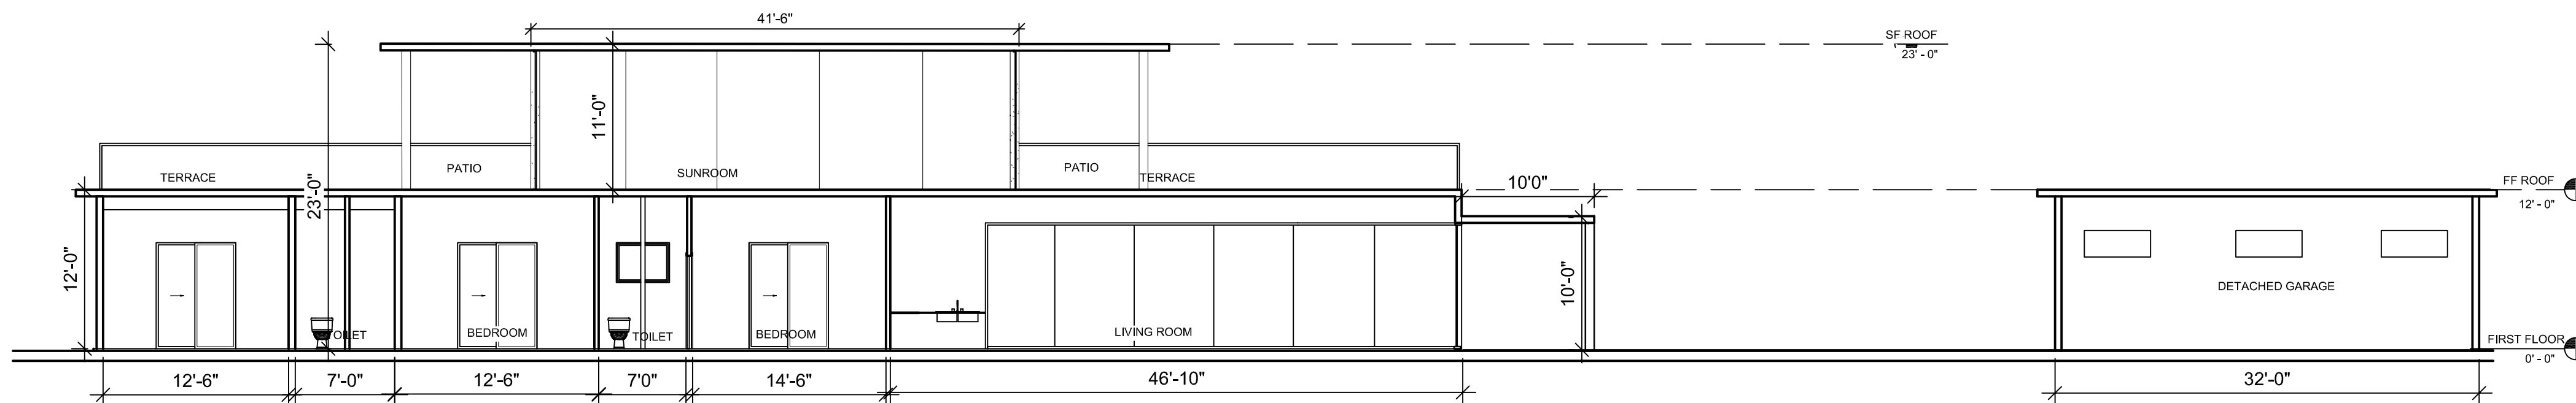 41'-6"
SF ROOF
23' - 0"
11'-0"
PATIO
SUNROOM
PATIO
TERRACE
TERRACE
23'-0"
10'0"
FF ROOF
12' - 0"
12'-0"
10'-0"
DETACHED GARAGE
TOILET
BEDROOM
TOILET
BEDROOM
LIVING ROOM
FIRST FLOOR
0' - 0"
12'-6"
7'-0"
12'-6"
7'0"
14'-6"
46'-10"
32'-0"